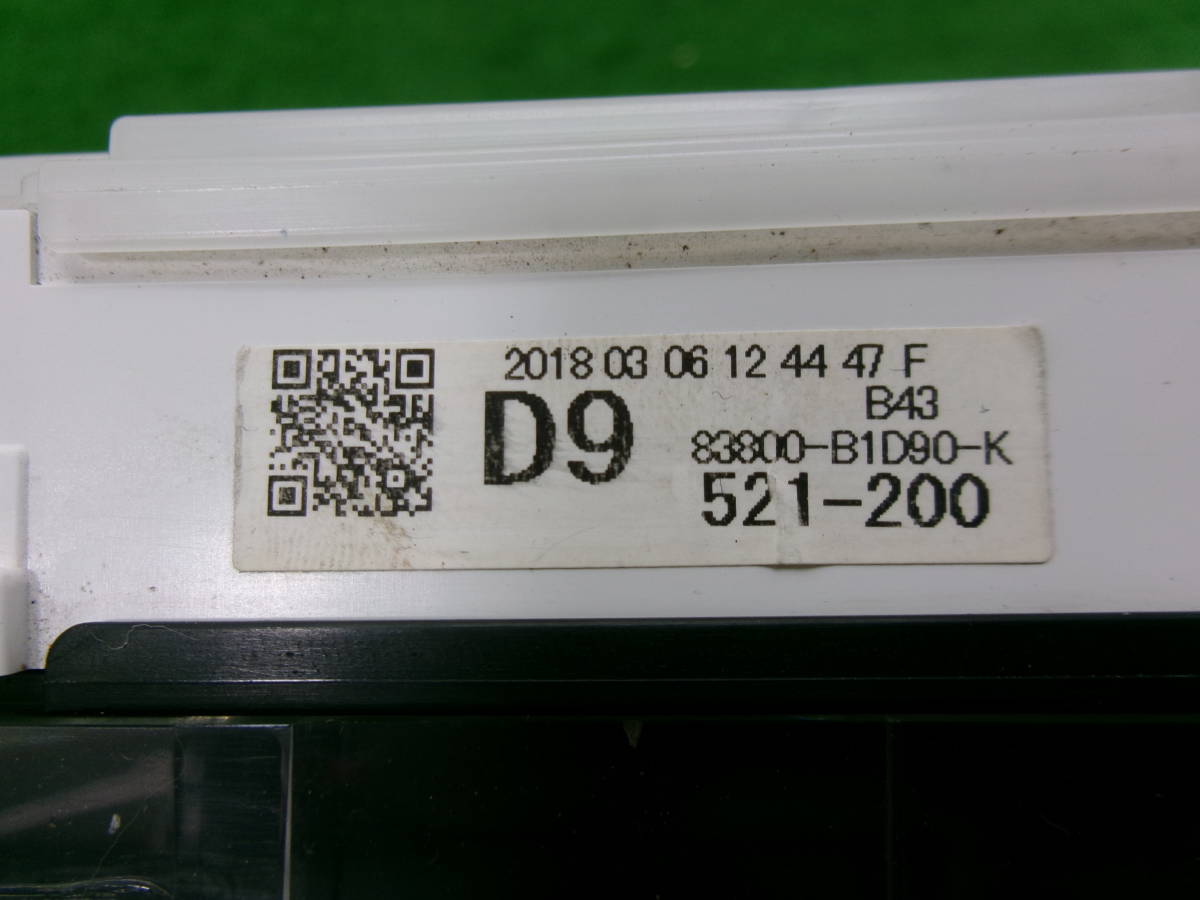 2018 03 06 12 44 47 F
D9
B43
83800-B1D90-K
521-200